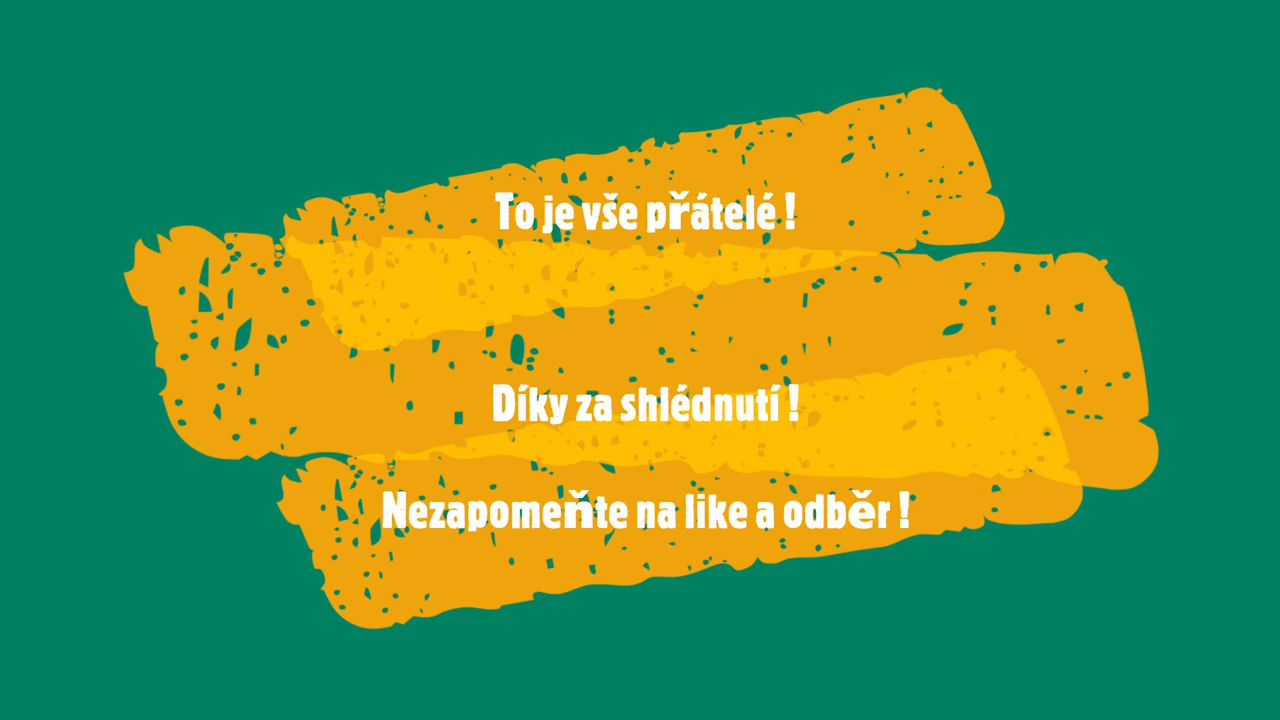 To je vše přátelé !
Díky za shlédnutí !
Nezapomeňte na like a odběr !